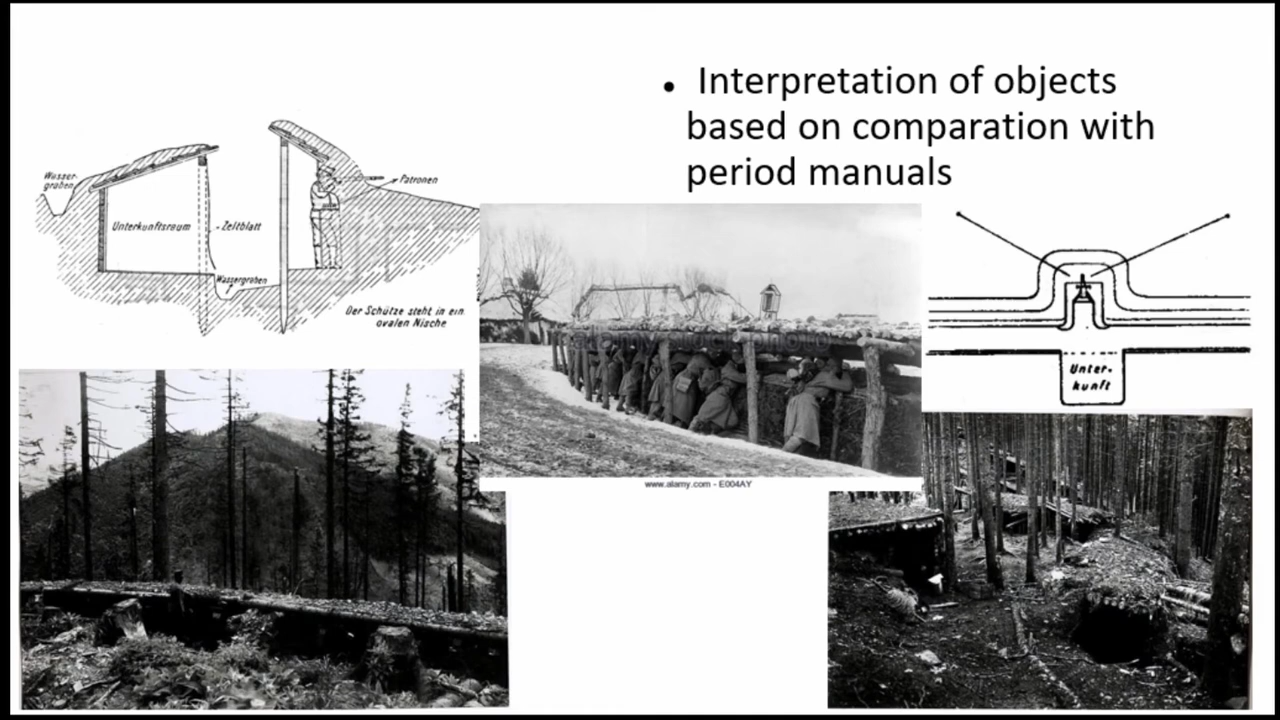 • Interpretation of objects
based on comparation with
period manuals
Wasser-
graben
Unterkunftsraum
- Zeltblatt
Wassergraben
Patronen
Der Schütze steht in ein.
ovalen Nische
www.alamy.com - E004AY
Unter-
kunft